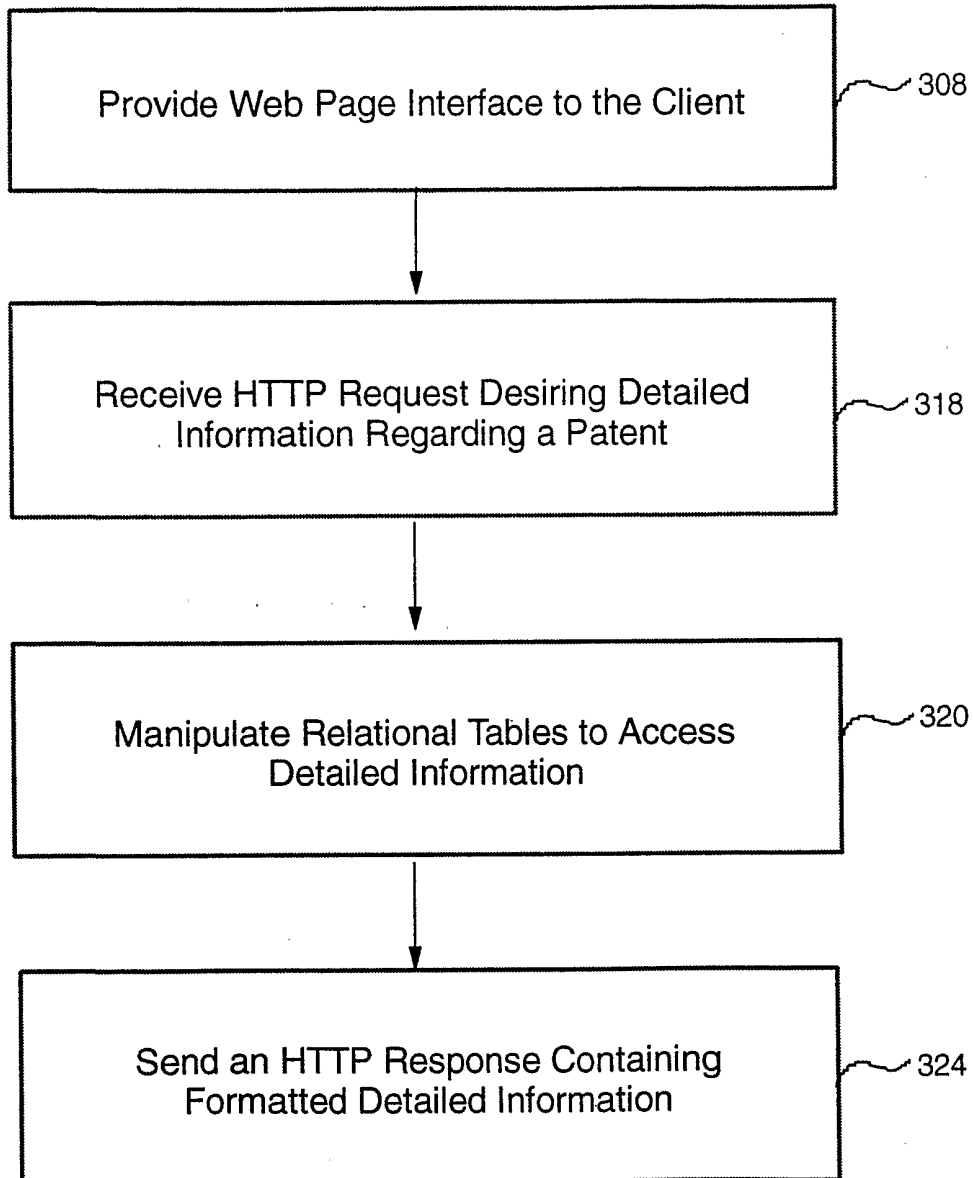 Provide Web Page Interface to the Client
308
Receive HTTP Request Desiring Detailed
Information Regarding a Patent
318
Manipulate Relational Tables to Access
Detailed Information
320
Send an HTTP Response Containing
Formatted Detailed Information
324